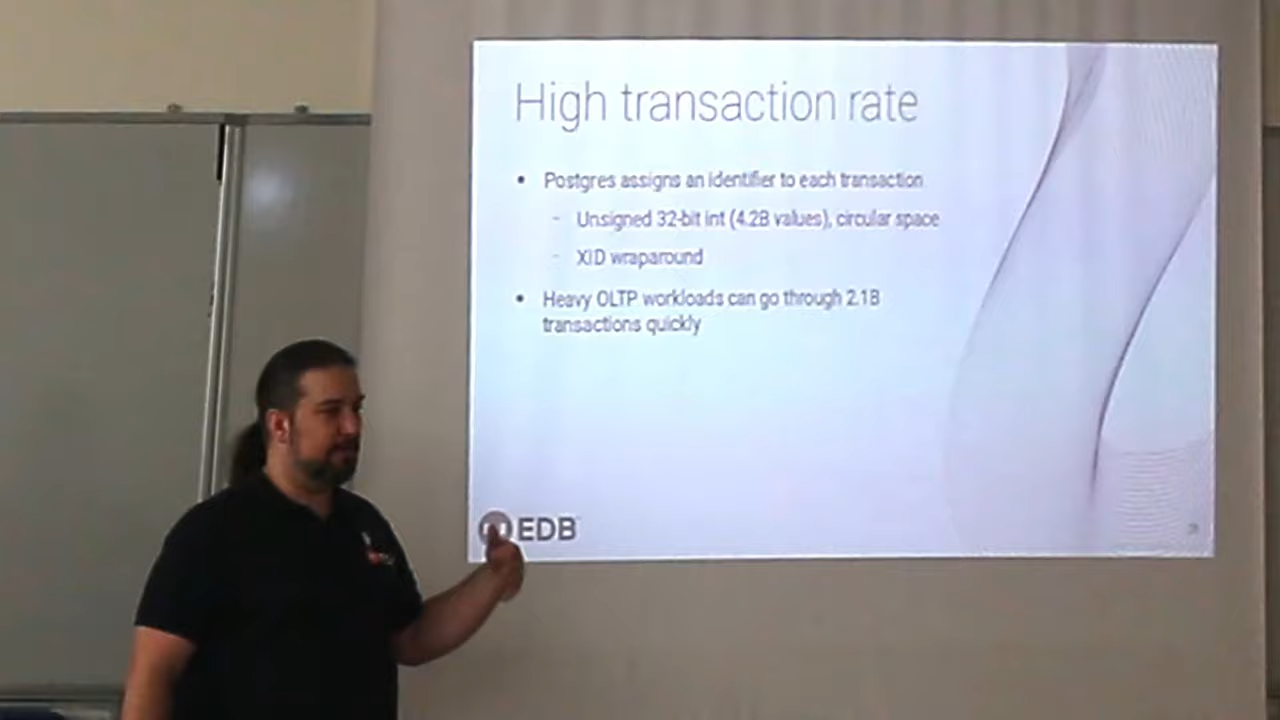 High transaction rate
• Postgres assigns an identifier to each transaction
- Unsigned 32-bit int (4.2B values), circular space
- XID wraparound
• Heavy OLTP workloads can go through 2.1B
transactions quickly
EDB